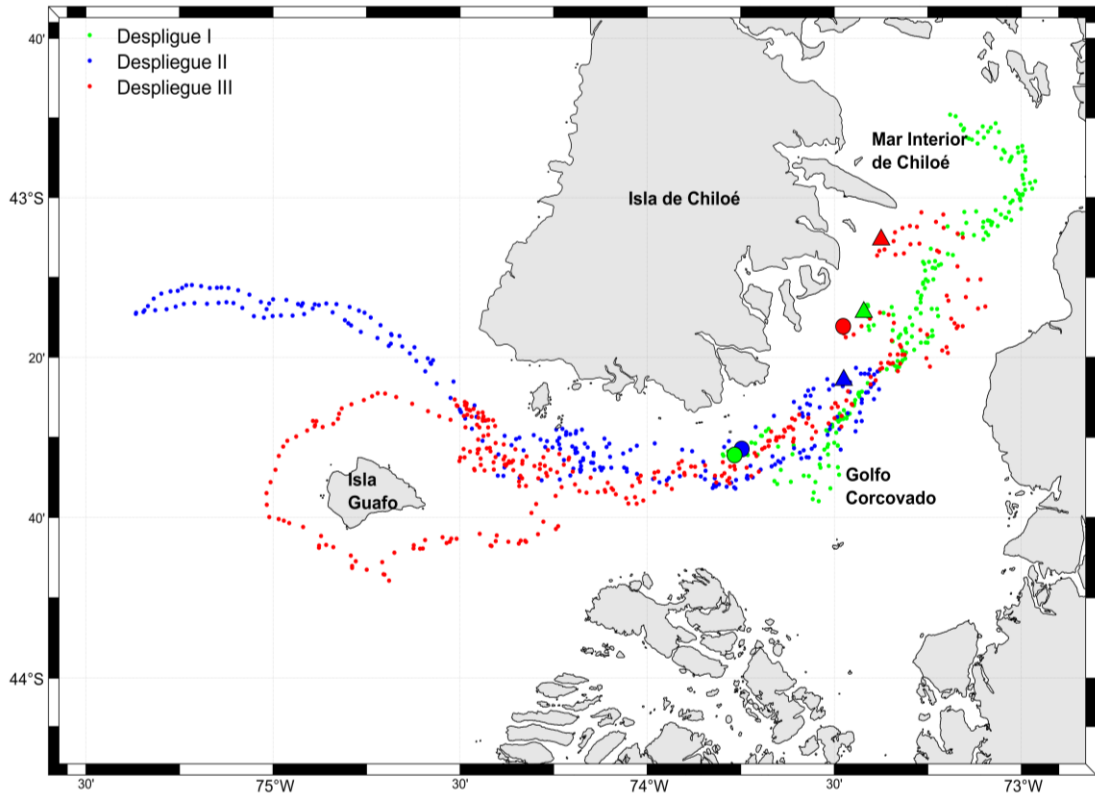 Despligue I
Despliegue II
Despliegue III
40'
43°S
20'
40'
44°S
Mar Interior
de Chiloé
Isla de Chiloé
Isla
Guafo
Golfo
Corcovado
30'
75°W
30'
74°W
30'
73°W